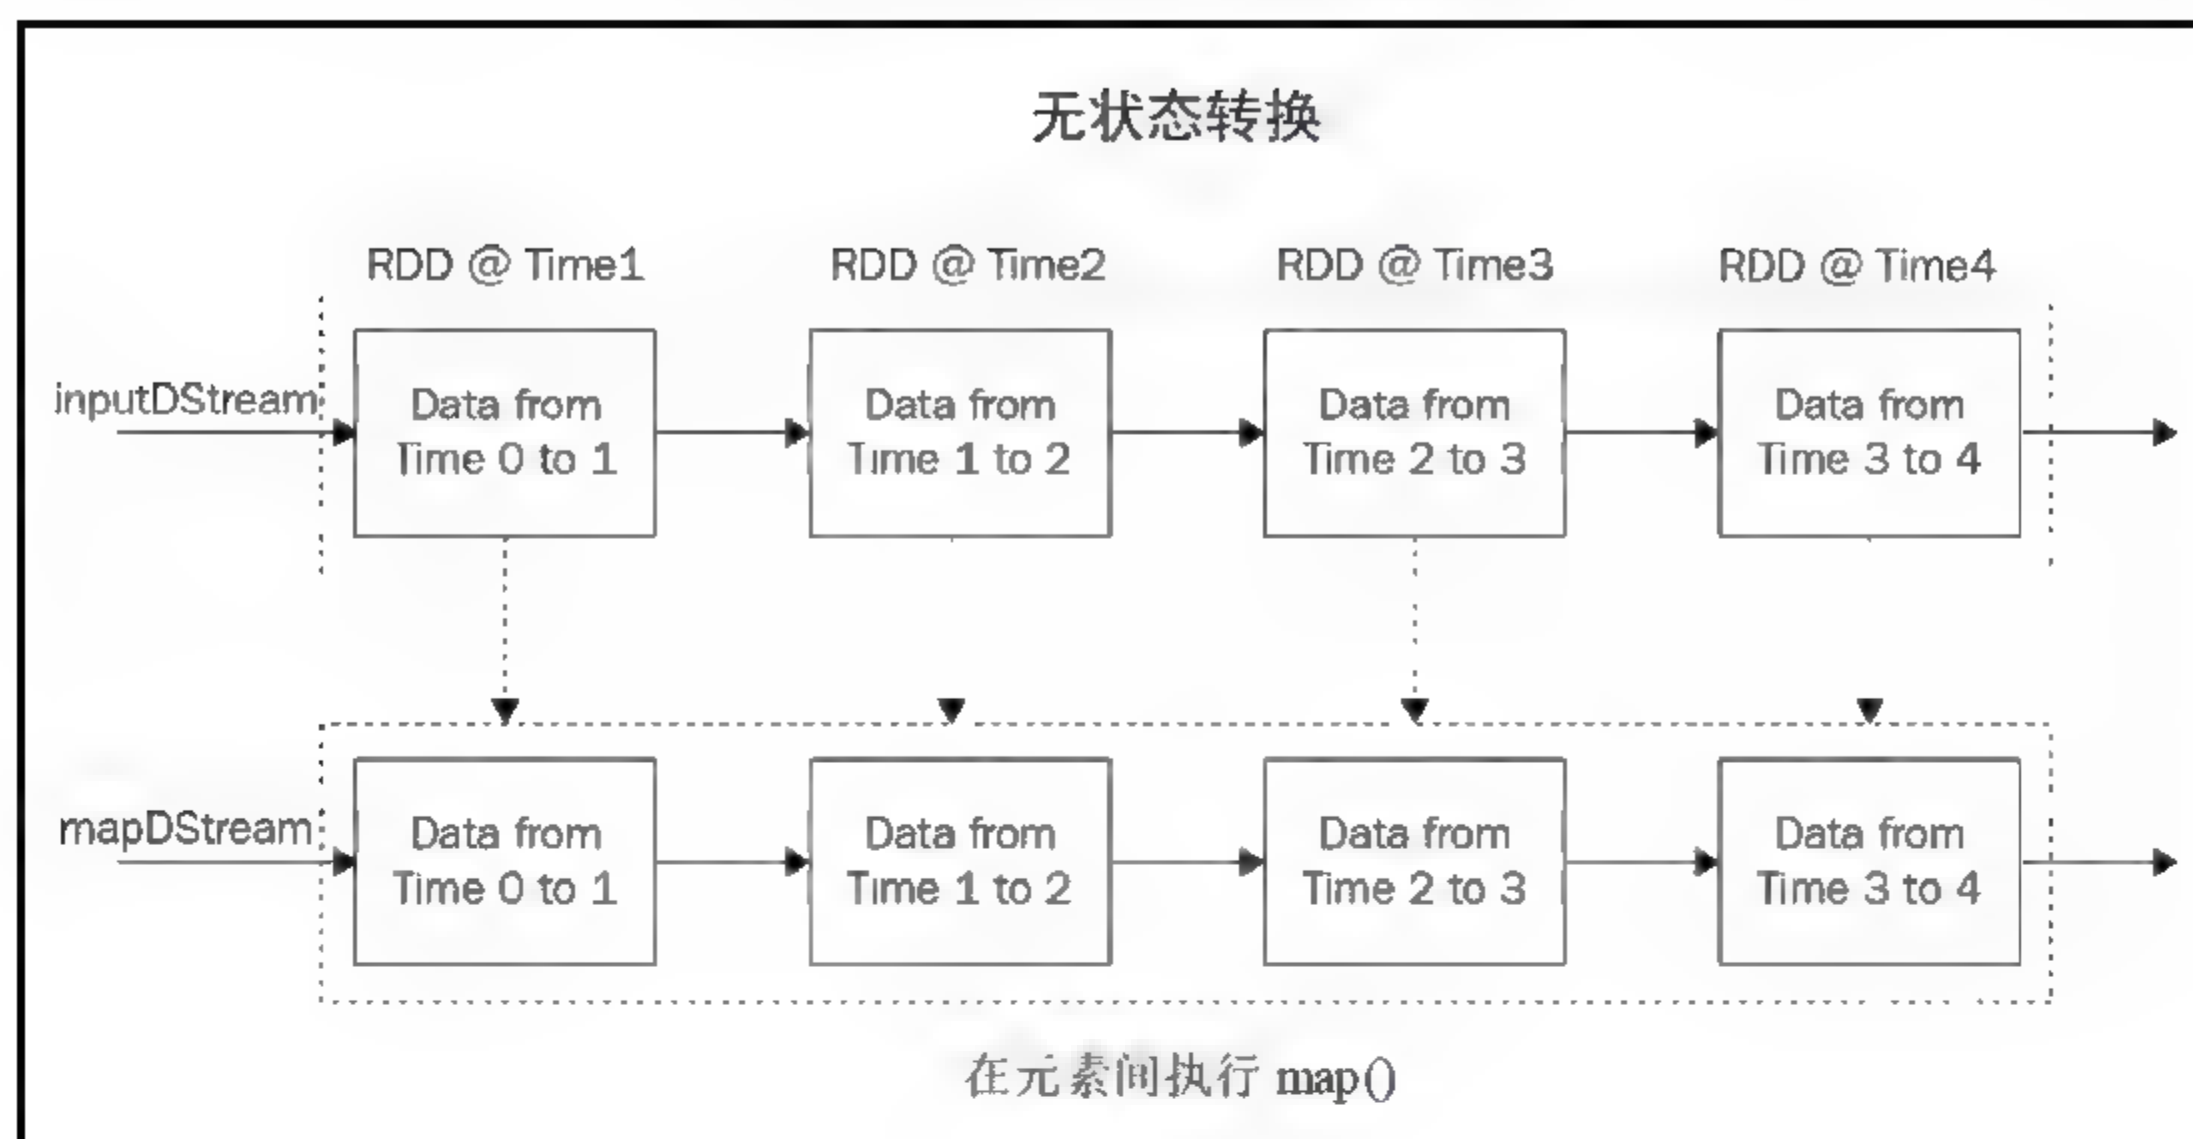 无状态转换
RDD @ Time1
RDD @ Time2
RDD @ Time3
RDD @ Time4
inputDStream
Data from
Time 0 to 1
Data from
Time 1 to 2
Data from
Time 2 to 3
Data from
Time 3 to 4
mapDStream
Data from
Time 0 to 1
Data from
Time 1 to 2
Data from
Time 2 to 3
Data from
Time 3 to 4
在元素间执行 map()